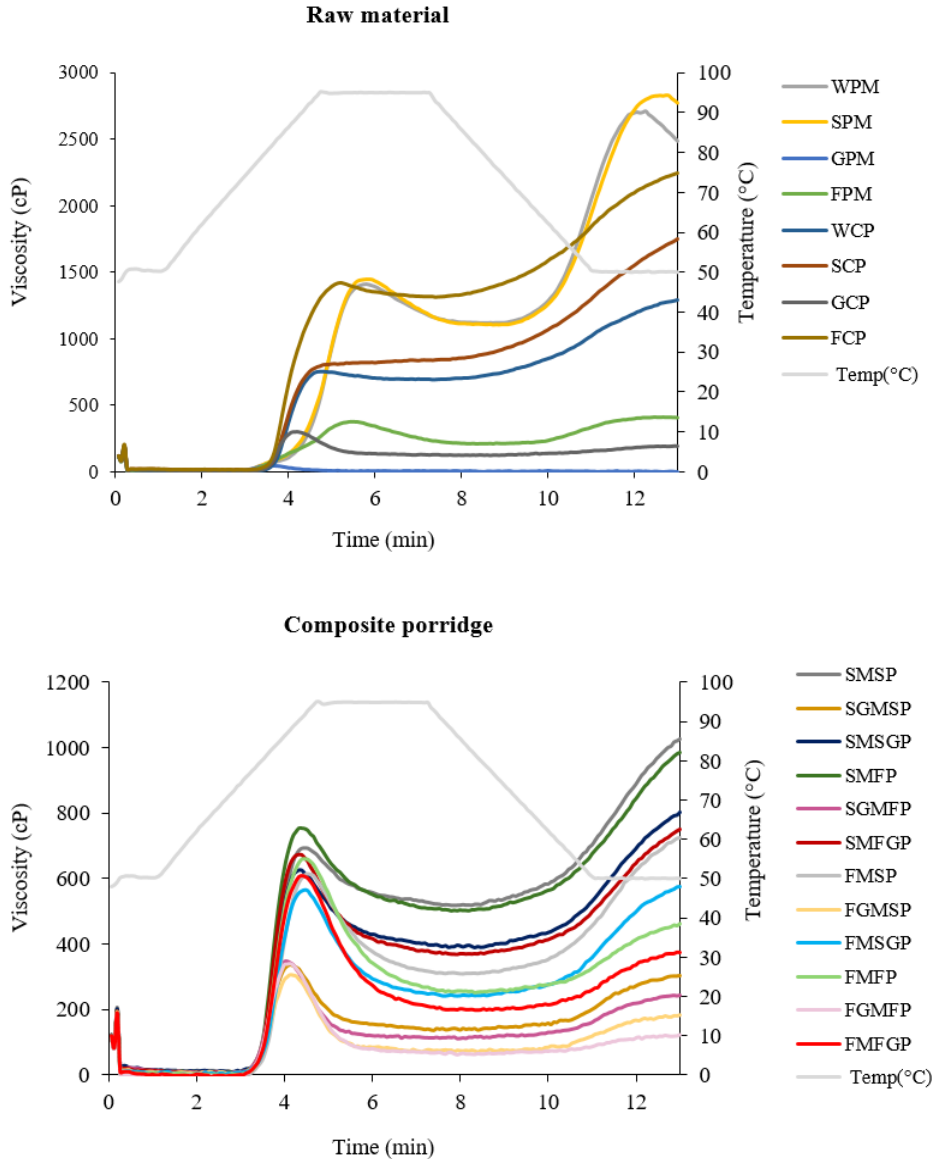 Raw material
3000
2500
2000
1500
1000
500
0
Viscosity (cP)
100
90
80
70
60
50
40
30
20
10
0
Temperature (°C)
0 2 4 6 8 10 12
Time (min)
WPM
SPM
GPM
FPM
WCP
SCP
GCP
FCP
Temp(°C)
Composite porridge
1200
1000
800
600
400
200
0
Viscosity (cP)
100
90
80
70
60
50
40
30
20
10
0
Temperature (°C)
0 2 4 6 8 10 12
Time (min)
SMSP
SGMSP
SMSGP
SMFP
SGMFP
SMFGP
FMSP
FGMSP
FMSGP
FMFP
FGMFP
FMFGP
Temp(°C)